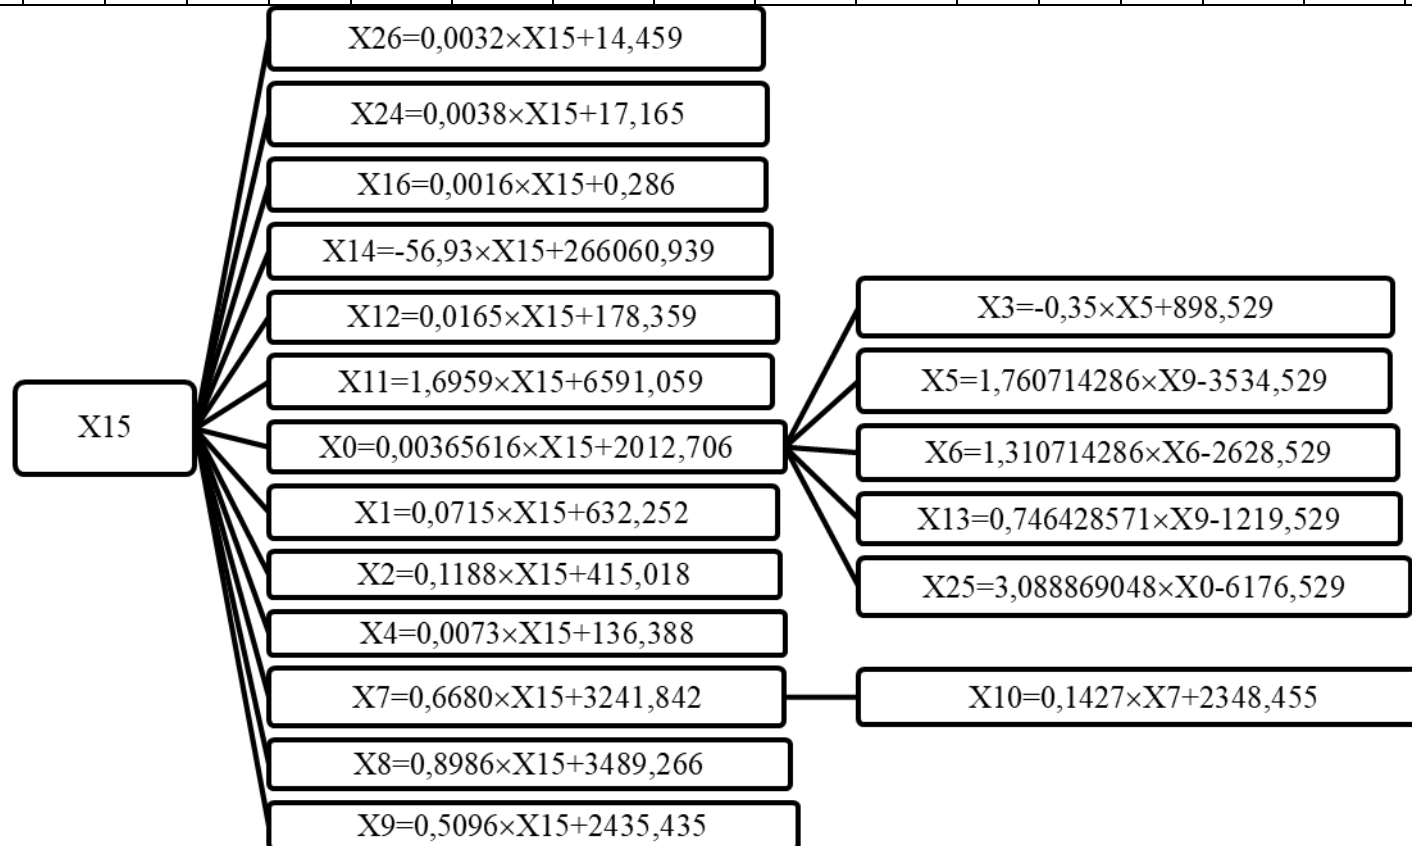 X15
X26=0,0032×X15+14,459
X24=0,0038×X15+17,165
X16=0,0016×X15+0,286
X14=-56,93×X15+266060,939
X12=0,0165×X15+178,359
X11=1,6959×X15+6591,059
X0=0,00365616×X15+2012,706
X1=0,0715×X15+632,252
X2=0,1188×X15+415,018
X4=0,0073×X15+136,388
X7=0,6680×X15+3241,842
X8=0,8986×X15+3489,266
X9=0,5096×X15+2435,435
X3=-0,35×X5+898,529
X5=1,760714286×X9-3534,529
X6=1,310714286×X6-2628,529
X13=0,746428571×X9-1219,529
X25=3,088869048×X0-6176,529
X10=0,1427×X7+2348,455